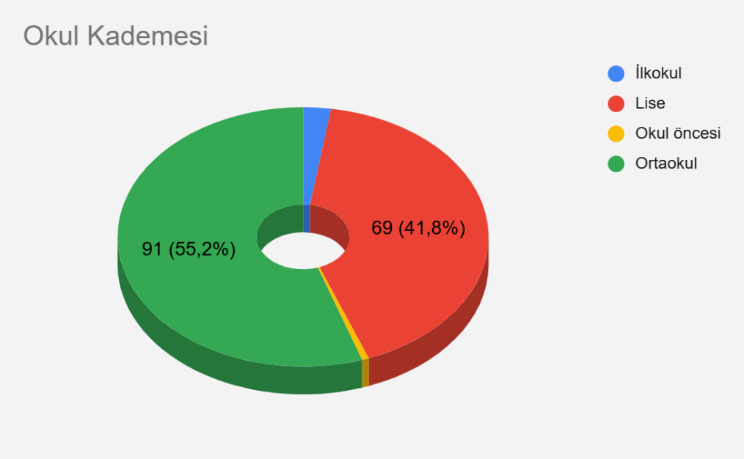 Okul Kademesi
İlkokul
Lise
Okul öncesi
Ortaokul
69 (41,8%)
91 (55,2%)